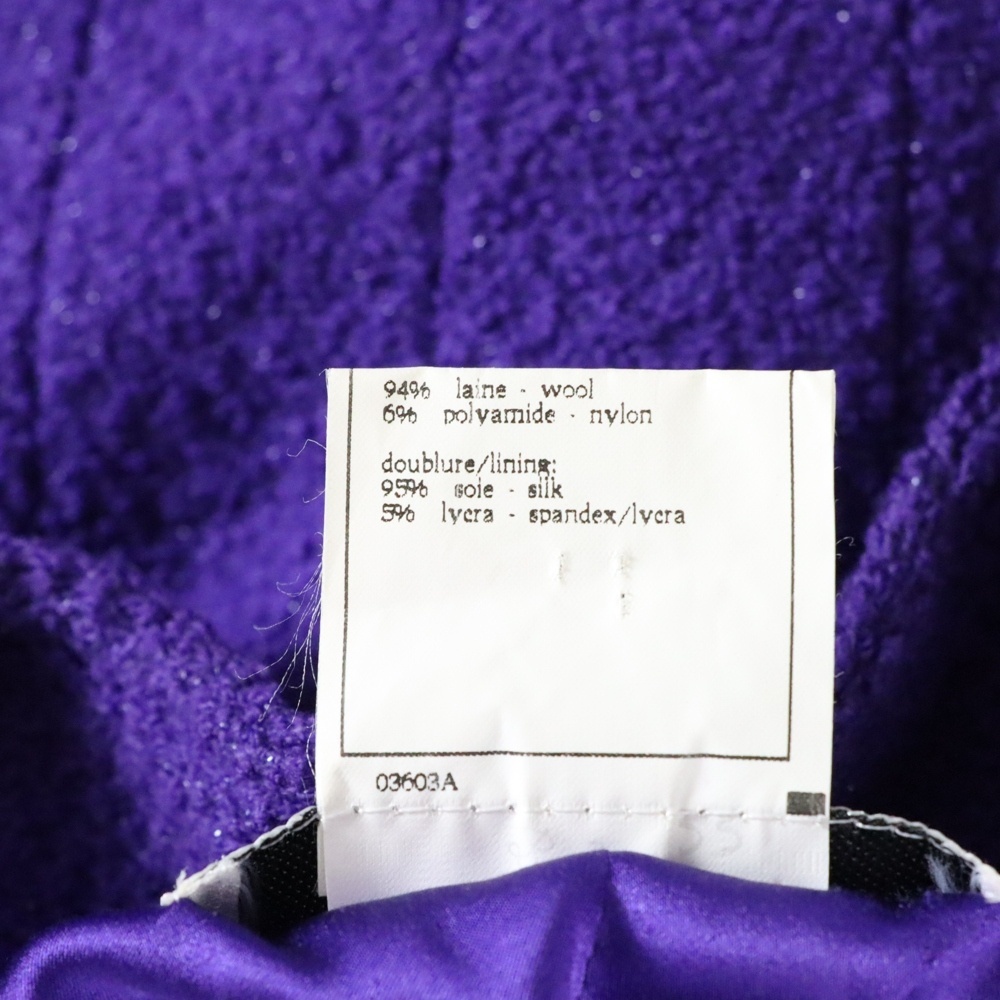 94% laine - wool
6% polyamide - nylon
doublure/lining:
95% soie - silk
5% lycra - spandex/lycra
03603A